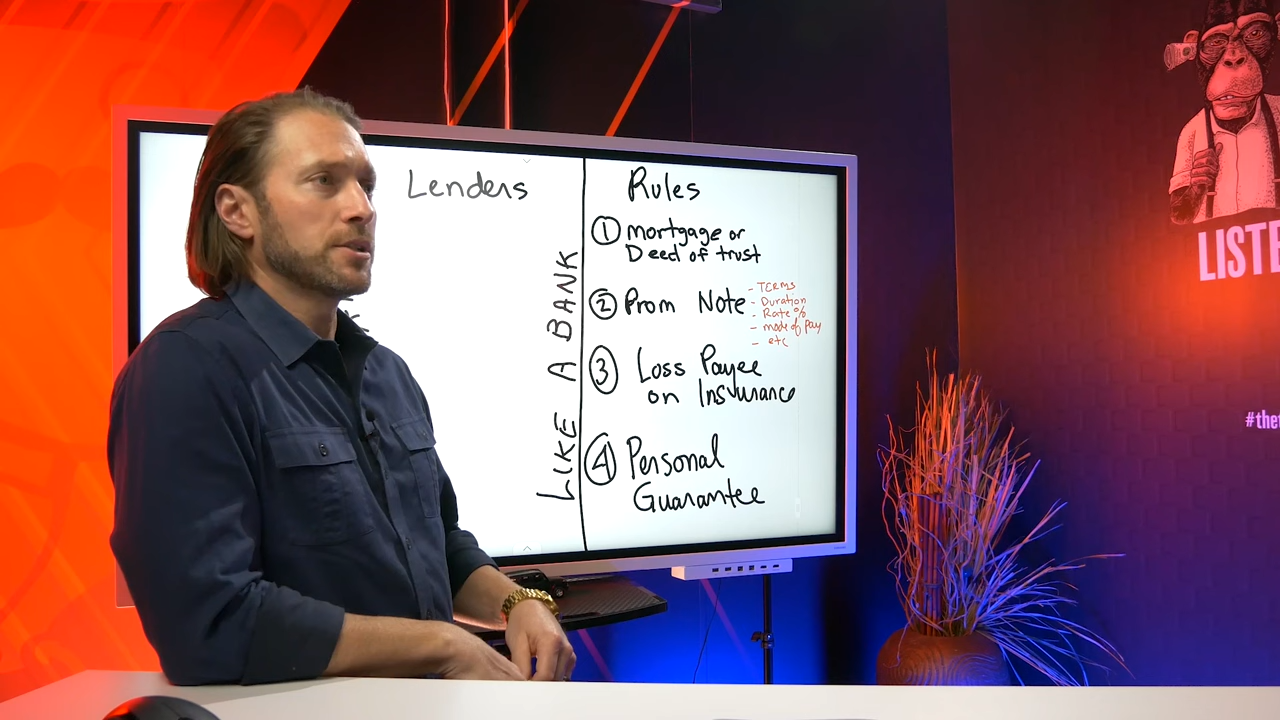 Lenders
LIKE A BANK
Rules
① mortgage or
Deed of trust
② Prom Note
- Terms
- Duration
- Rate %
- mode of pay
- etc
③ Loss Payee
on Insurance
④ Personal
Guarantee
LISTE
#thet